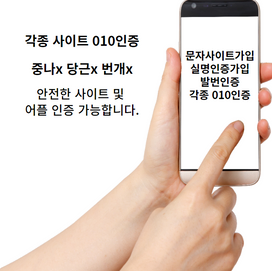 각종 사이트 010인증
중나x 당근x 번개x
안전한 사이트 및
어플 인증 가능합니다.
문자사이트가입
실명인증가입
발번인증
각종 010인증